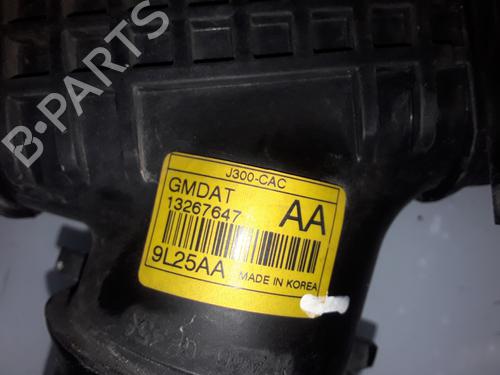 B-PARTS
J300-CAC
GMDAT
13267647
AA
9L25AA
MADE IN KOREA